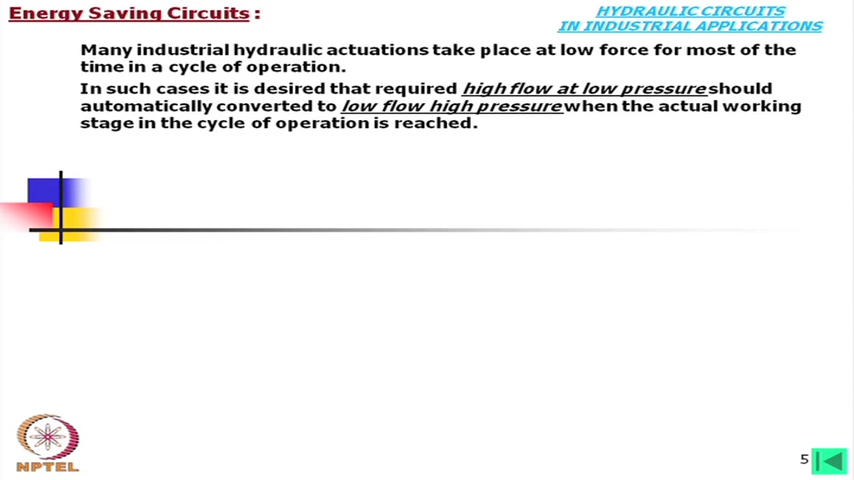 Energy Saving Circuits :
HYDRAULIC CIRCUITS
IN INDUSTRIAL APPLICATIONS
Many industrial hydraulic actuations take place at low force for most of the
time in a cycle of operation.
In such cases it is desired that required high flow at low pressure should
automatically converted to low flow high pressure when the actual working
stage in the cycle of operation is reached.
NPTEL
5